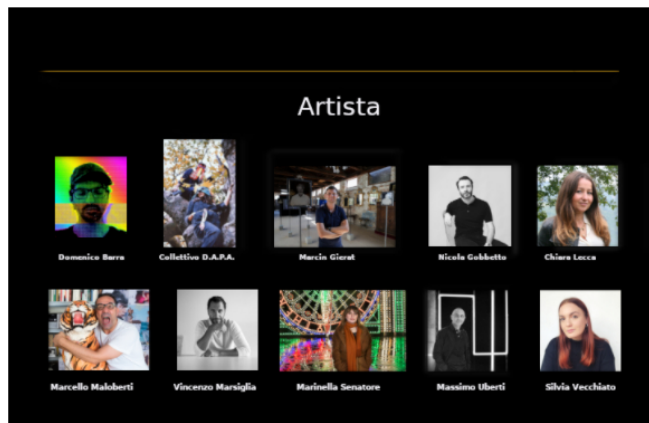 Artista
Domenico Barra
Collettivo D.A.P.A.
Marcin Gierat
Nicola Gobbetto
Chiara Lecca
Marcello Maloberti
Vincenzo Marsiglia
Marinella Senatore
Massimo Uberti
Silvia Vecchiato